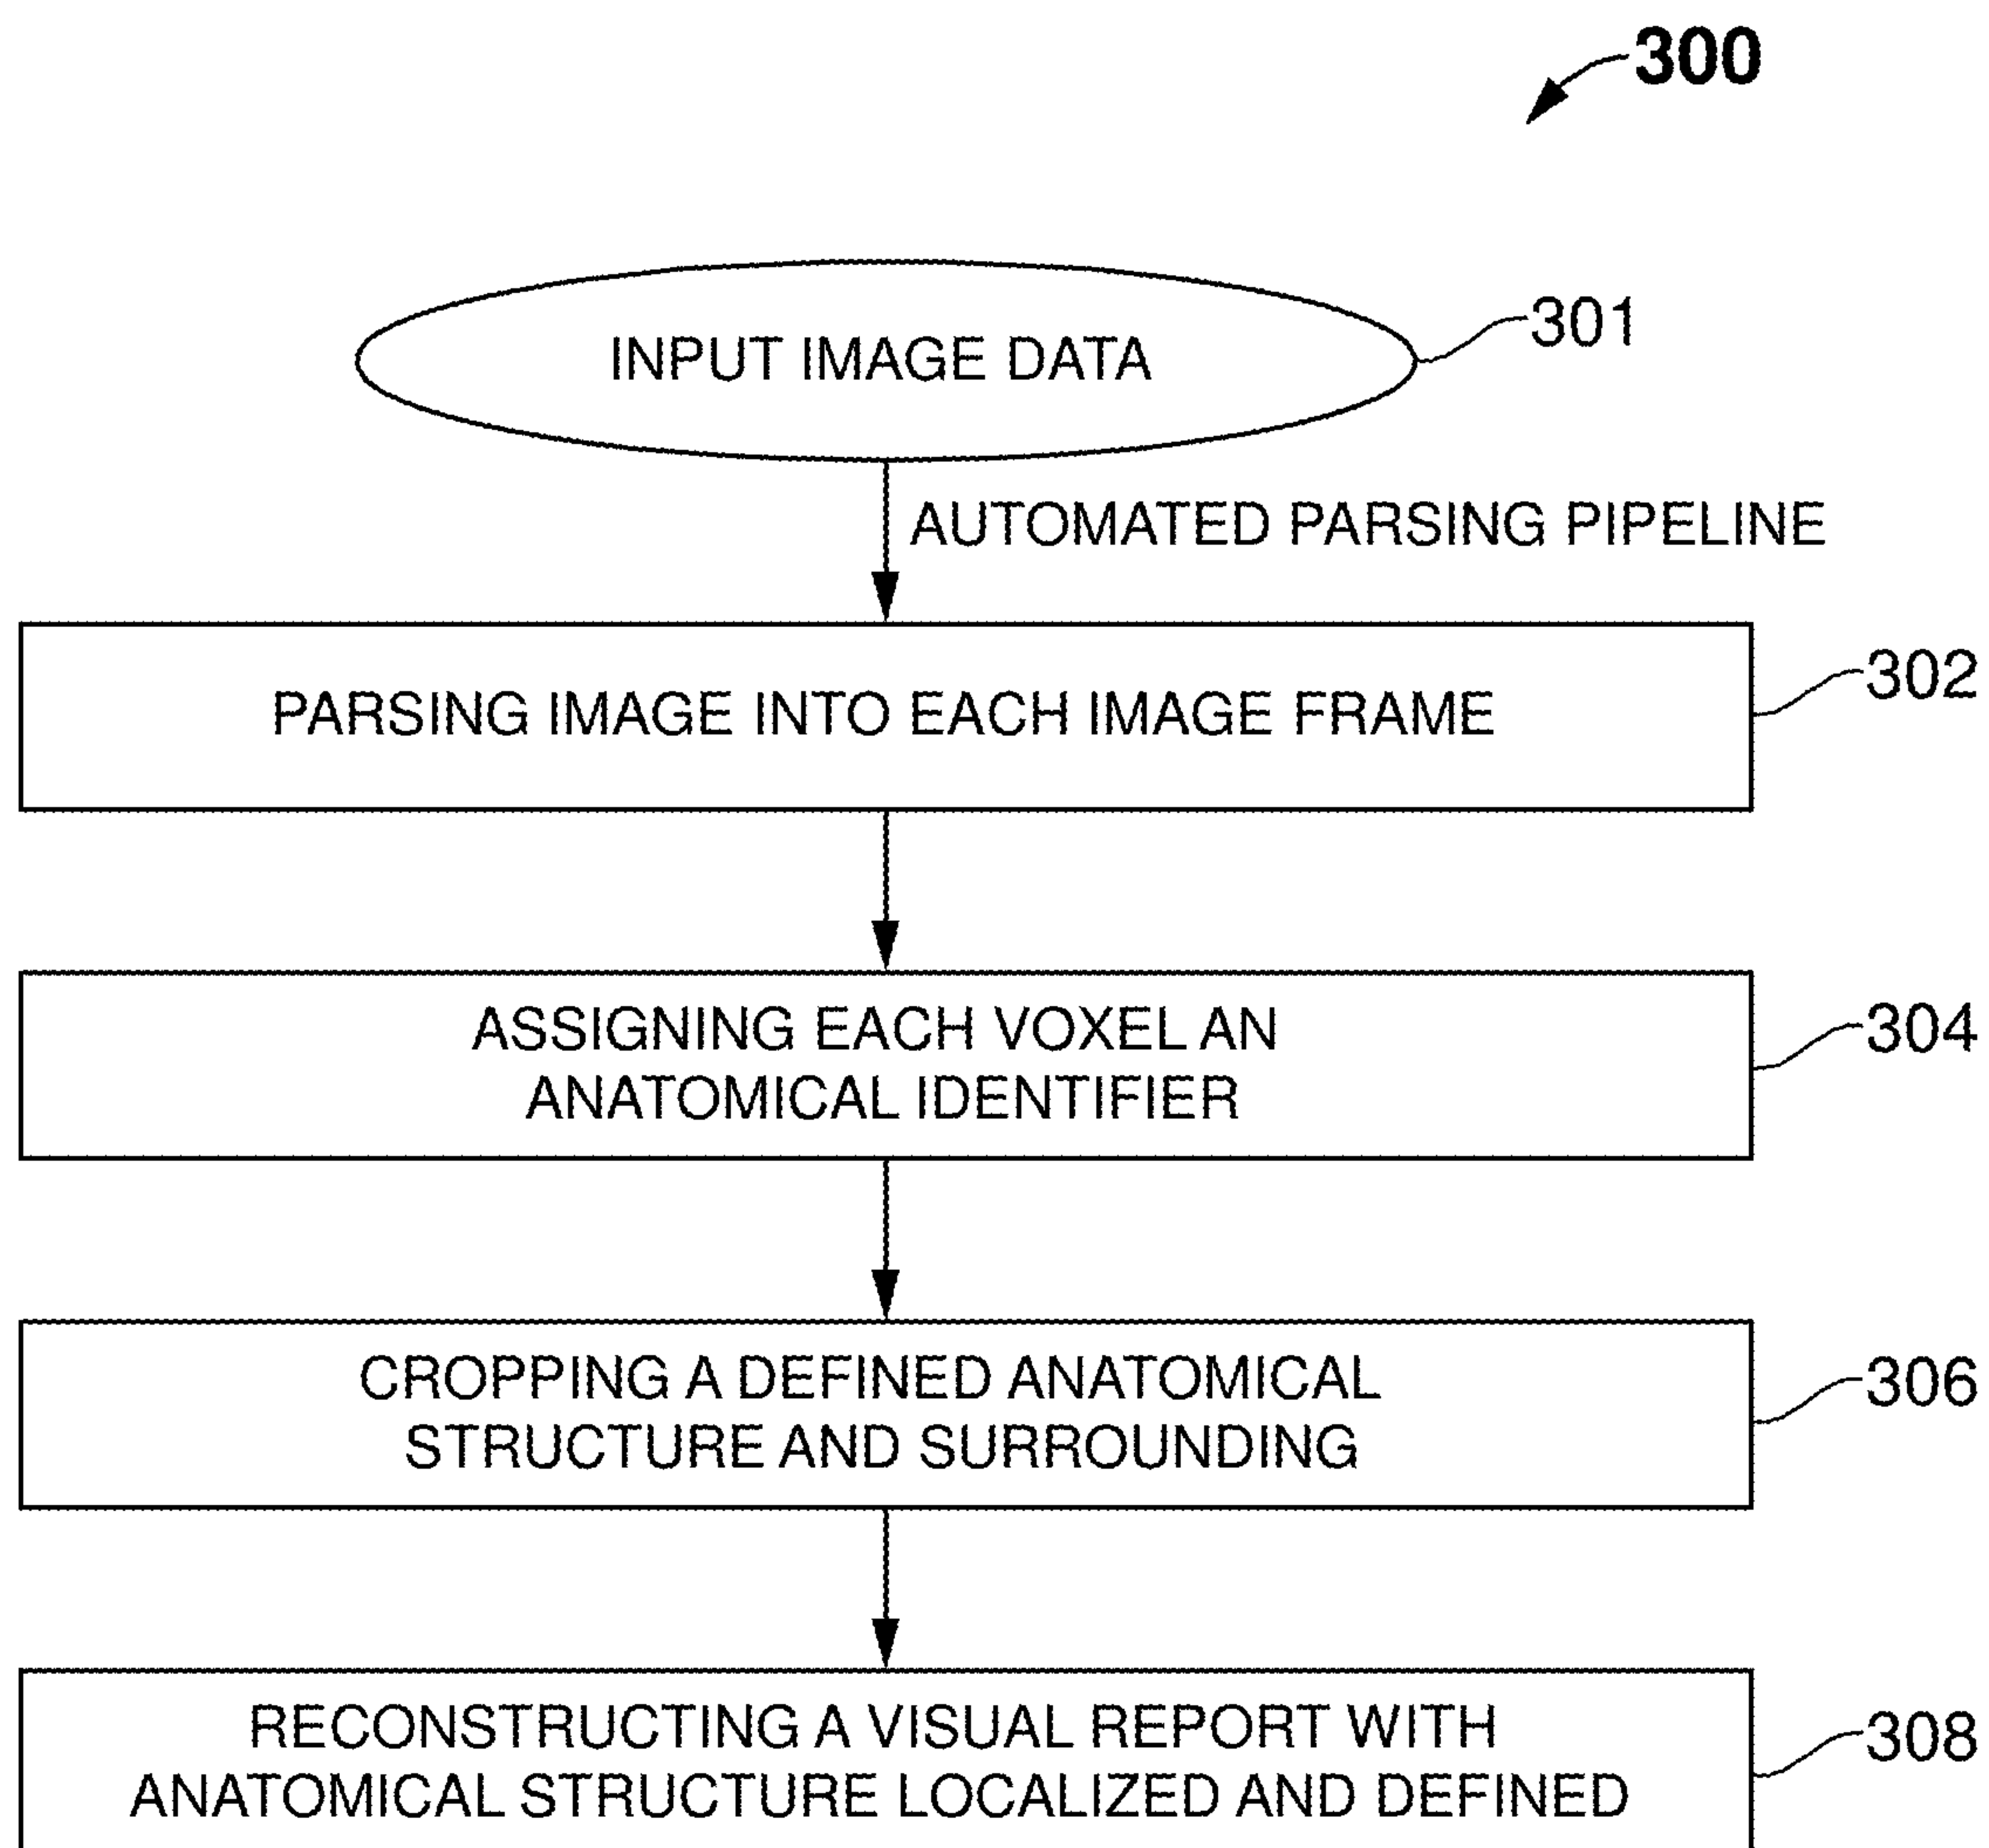 300
INPUT IMAGE DATA
301
AUTOMATED PARSING PIPELINE
PARSING IMAGE INTO EACH IMAGE FRAME
302
ASSIGNING EACH VOXEL AN
ANATOMICAL IDENTIFIER
304
CROPPING A DEFINED ANATOMICAL
STRUCTURE AND SURROUNDING
306
RECONSTRUCTING A VISUAL REPORT WITH
ANATOMICAL STRUCTURE LOCALIZED AND DEFINED
308